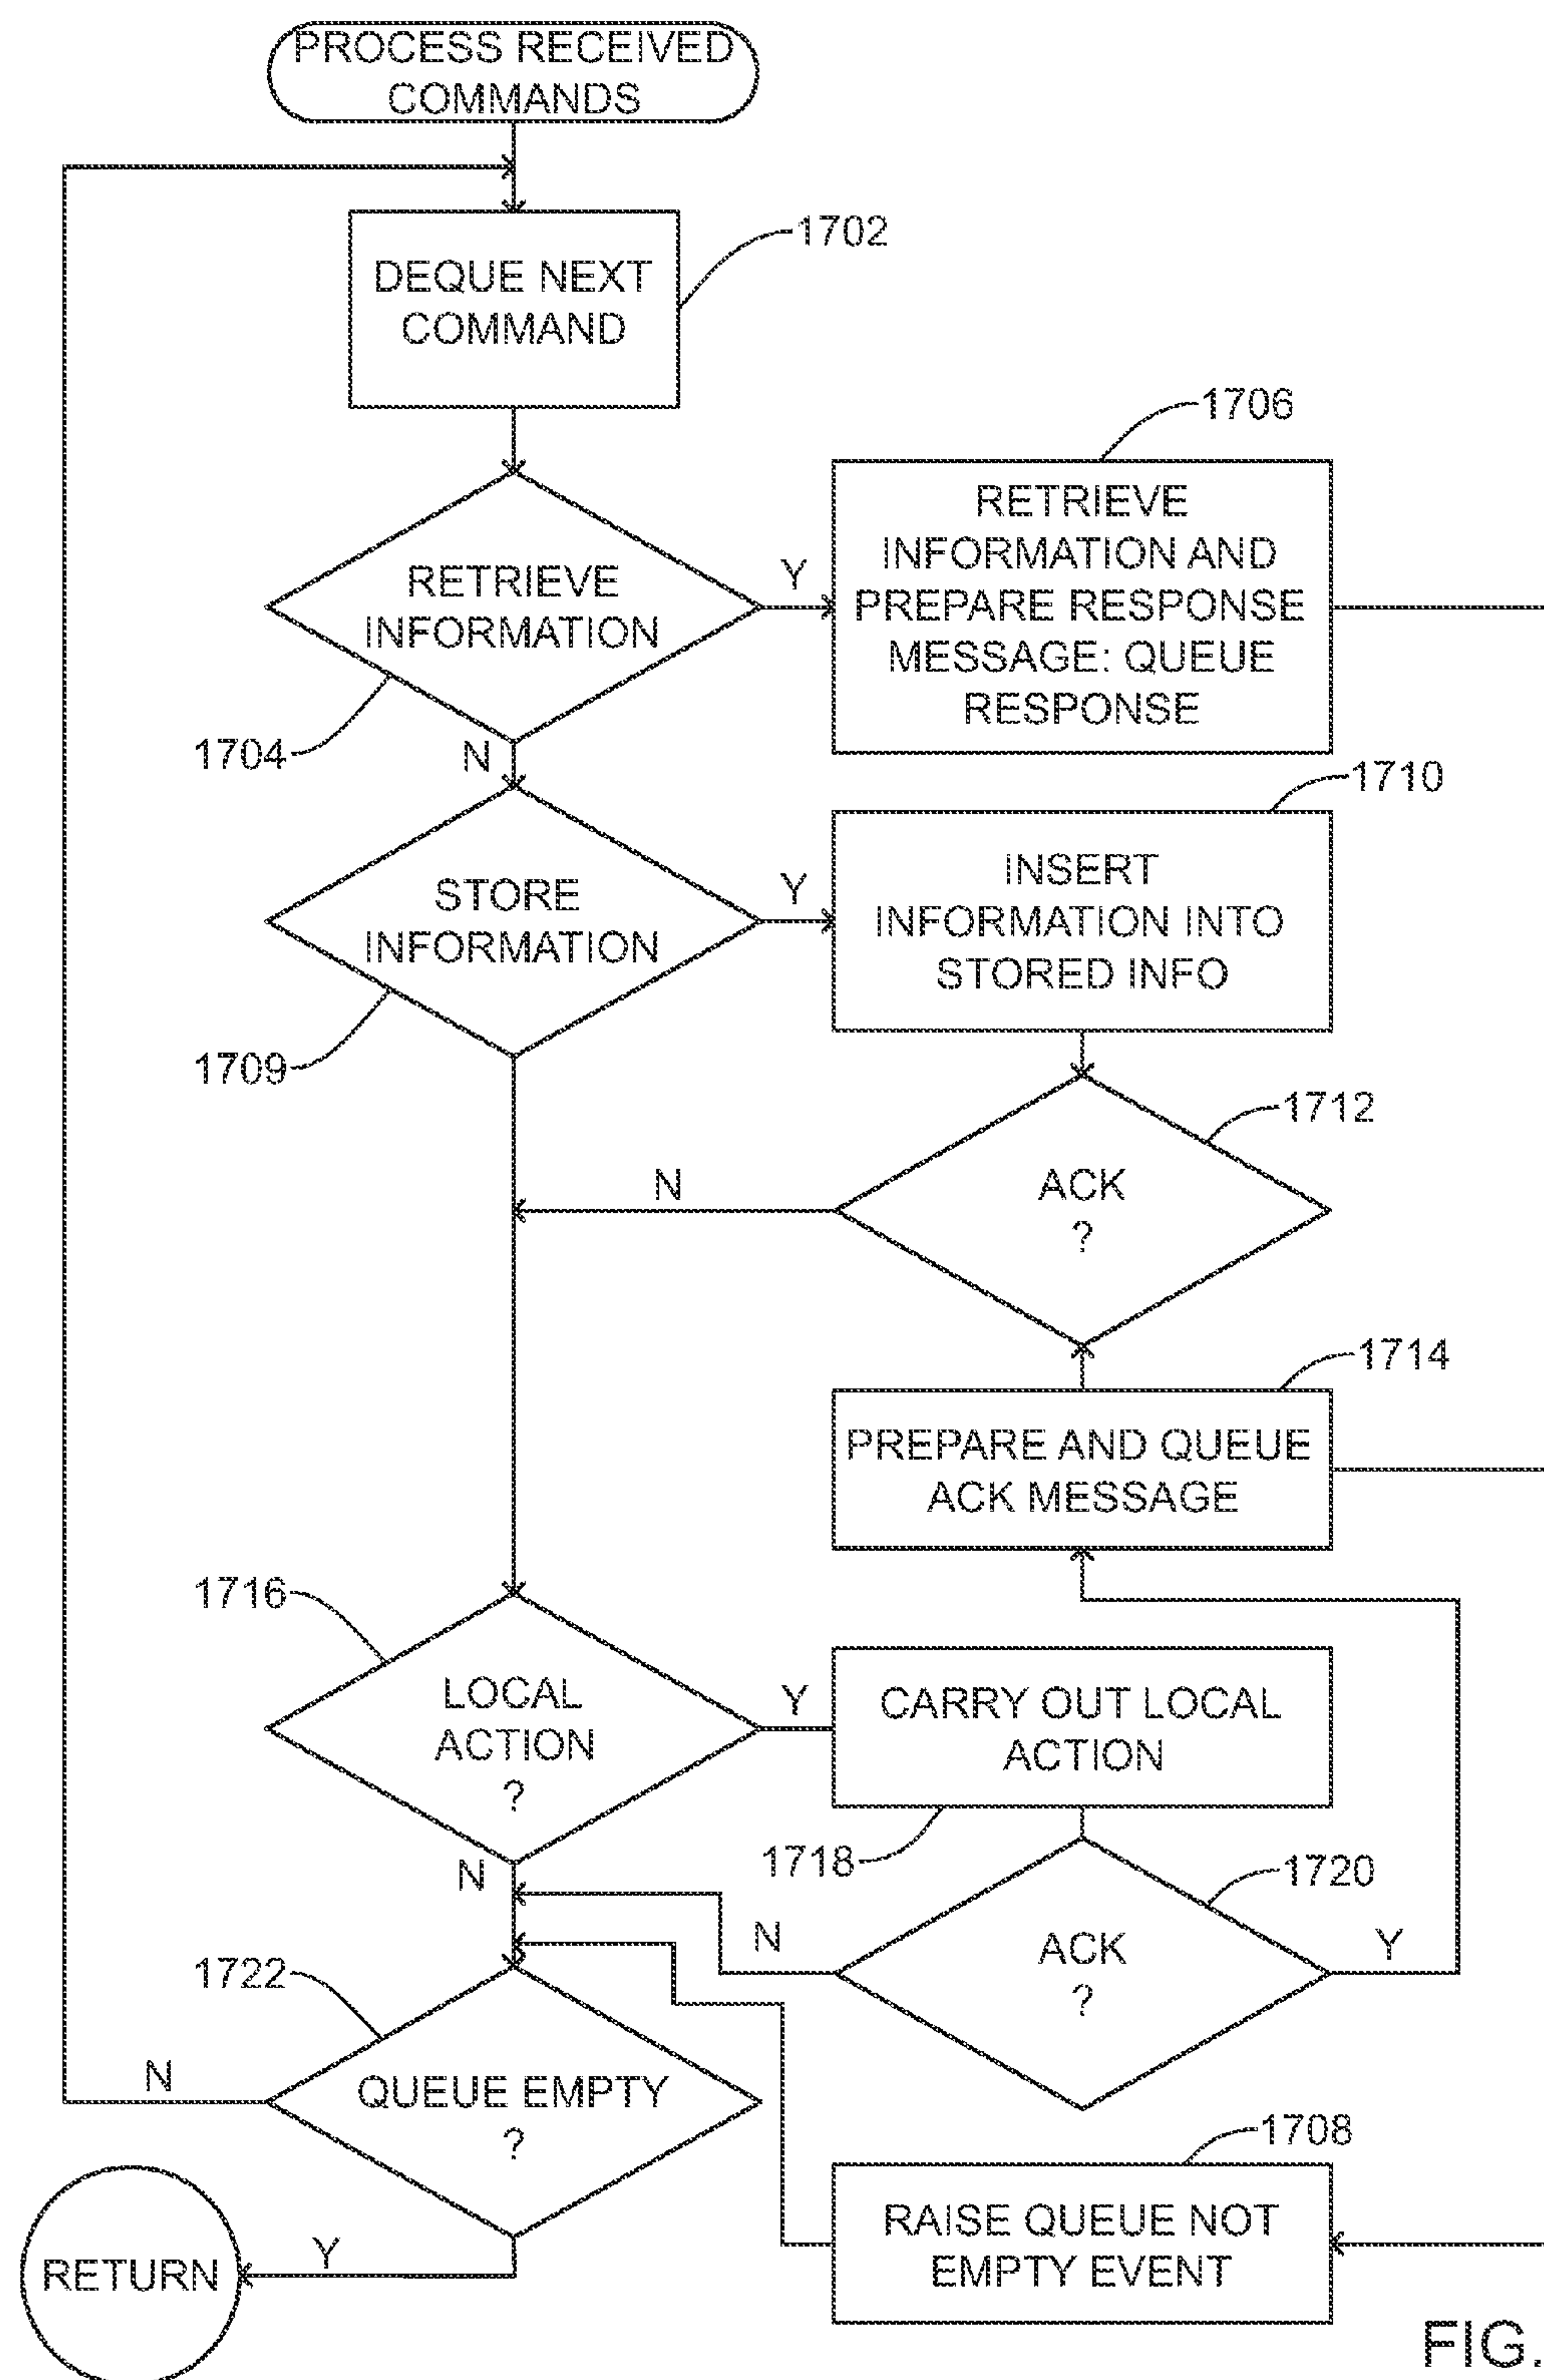 PROCESS RECEIVED
COMMANDS
1702
DEQUE NEXT
COMMAND
1706
RETRIEVE
INFORMATION AND
PREPARE RESPONSE
MESSAGE: QUEUE
RESPONSE
Y
RETRIEVE
INFORMATION
1704
N
1710
INSERT
INFORMATION INTO
STORED INFO
Y
STORE
INFORMATION
1709
1712
ACK
?
N
1714
PREPARE AND QUEUE
ACK MESSAGE
1716
LOCAL
ACTION
?
Y
CARRY OUT LOCAL
ACTION
1718
N
1720
ACK
?
N
Y
1722
QUEUE EMPTY
?
N
1708
RAISE QUEUE NOT
EMPTY EVENT
Y
RETURN
FIG.